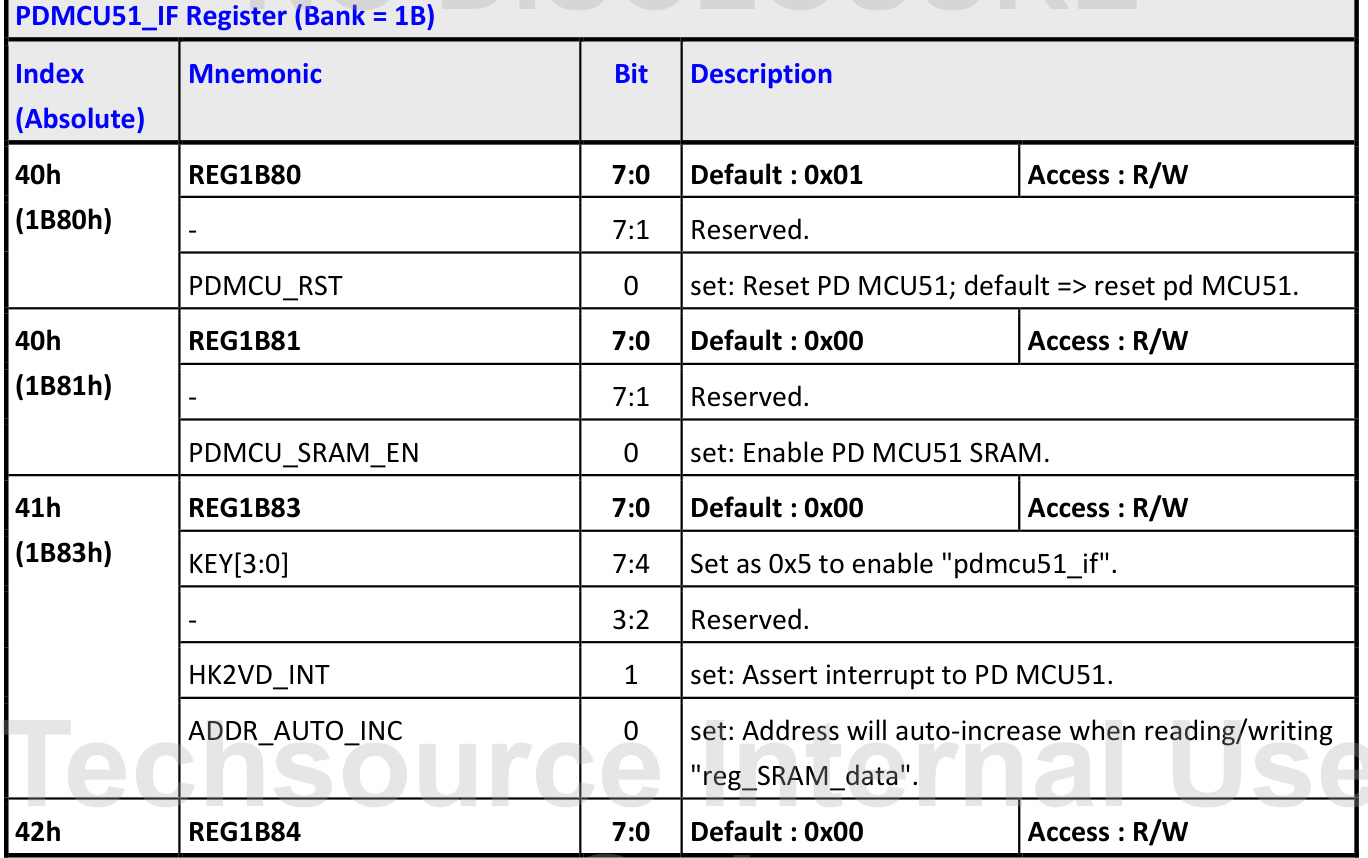 NO DISCLOSURE
PDMCU51_IF Register (Bank = 1B)
Index (Absolute) Mnemonic Bit Description
40h (1B80h) REG1B80 7:0 Default : 0x01 Access : R/W
- 7:1 Reserved.
PDMCU_RST 0 set: Reset PD MCU51; default => reset pd MCU51.
40h (1B81h) REG1B81 7:0 Default : 0x00 Access : R/W
- 7:1 Reserved.
PDMCU_SRAM_EN 0 set: Enable PD MCU51 SRAM.
41h (1B83h) REG1B83 7:0 Default : 0x00 Access : R/W
KEY[3:0] 7:4 Set as 0x5 to enable "pdmcu51_if".
- 3:2 Reserved.
HK2VD_INT 1 set: Assert interrupt to PD MCU51.
ADDR_AUTO_INC 0 set: Address will auto-increase when reading/writing
"reg_SRAM_data".
Techsource Internal Use
42h REG1B84 7:0 Default : 0x00 Access : R/W